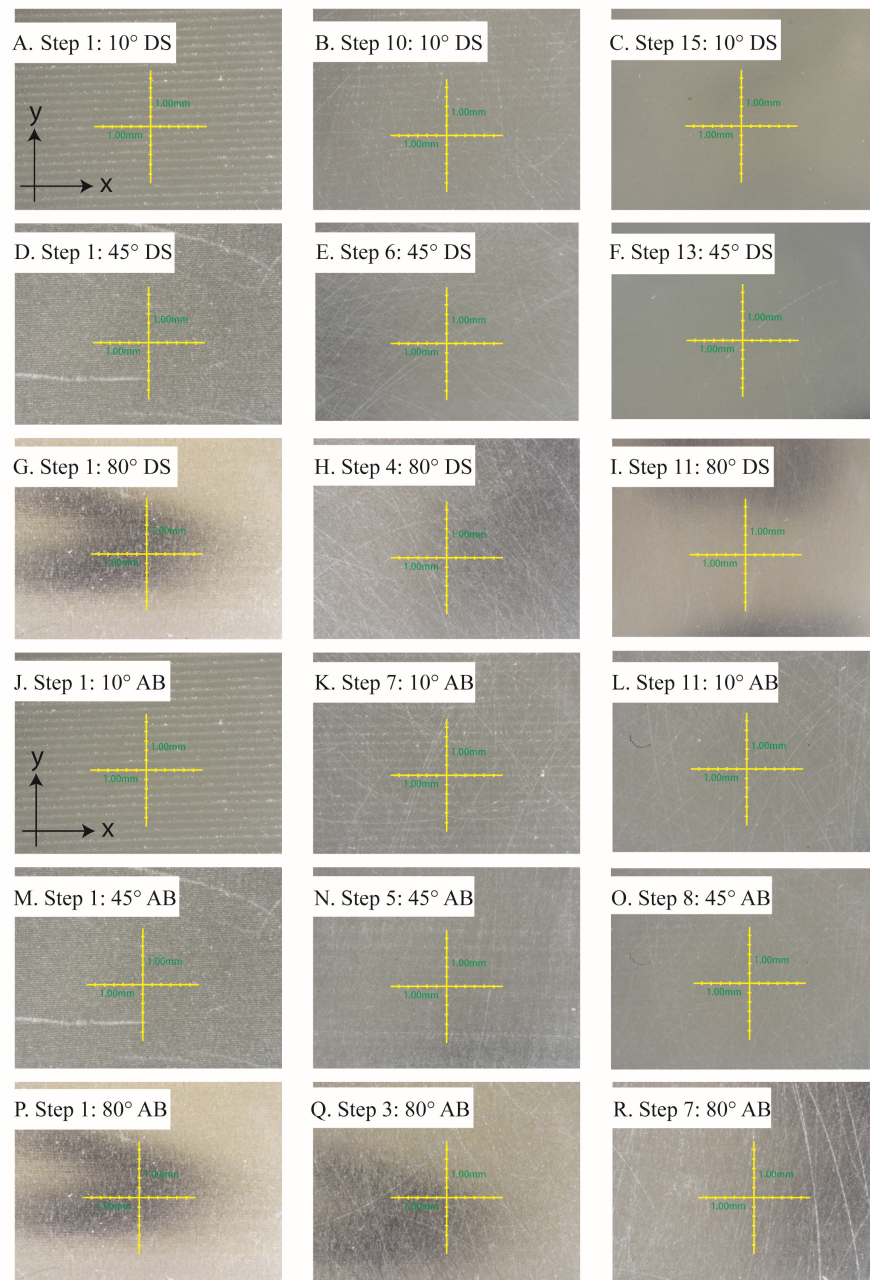 A. Step 1: 10° DS
1.00mm
1.00mm
y
x
B. Step 10: 10° DS
1.00mm
1.00mm
C. Step 15: 10° DS
1.00mm
1.00mm
D. Step 1: 45° DS
1.00mm
1.00mm
E. Step 6: 45° DS
1.00mm
1.00mm
F. Step 13: 45° DS
1.00mm
1.00mm
G. Step 1: 80° DS
1.00mm
1.00mm
H. Step 4: 80° DS
1.00mm
1.00mm
I. Step 11: 80° DS
1.00mm
1.00mm
J. Step 1: 10° AB
1.00mm
1.00mm
y
x
K. Step 7: 10° AB
1.00mm
1.00mm
L. Step 11: 10° AB
1.00mm
1.00mm
M. Step 1: 45° AB
1.00mm
1.00mm
N. Step 5: 45° AB
1.00mm
1.00mm
O. Step 8: 45° AB
1.00mm
1.00mm
P. Step 1: 80° AB
1.00mm
1.00mm
Q. Step 3: 80° AB
1.00mm
1.00mm
R. Step 7: 80° AB
1.00mm
1.00mm